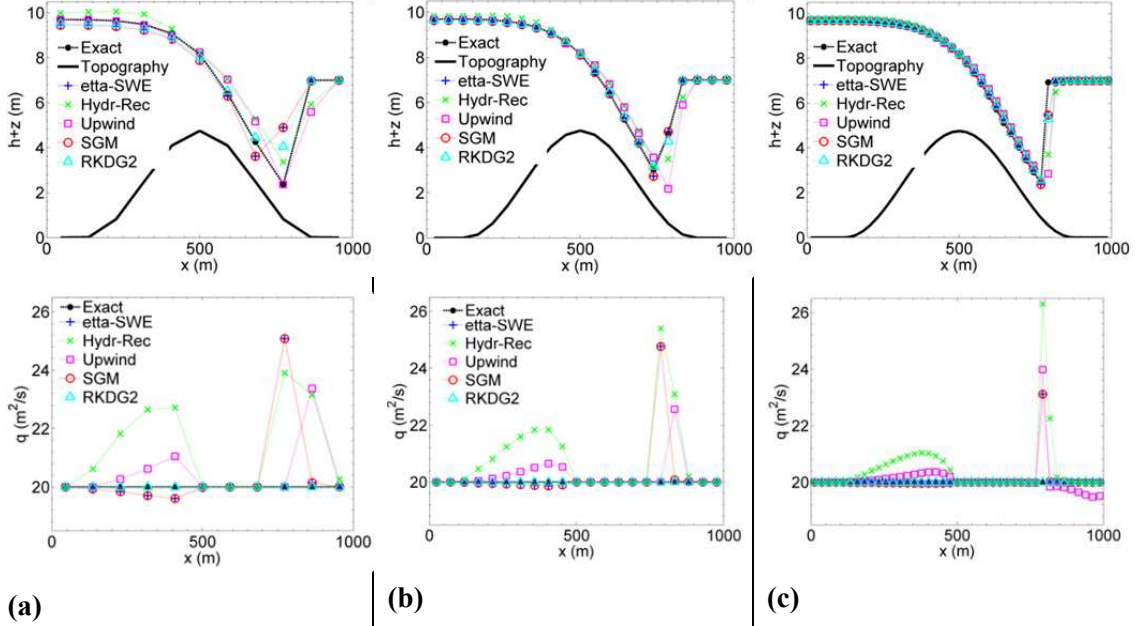 10
8
6
4
2
0
h+z (m)
Exact
Topography
etta-SWE
Hydr-Rec
Upwind
SGM
RKDG2
0
500
1000
x (m)
10
8
6
4
2
0
h+z (m)
Exact
Topography
etta-SWE
Hydr-Rec
Upwind
SGM
RKDG2
0
500
1000
x (m)
10
8
6
4
2
0
h+z (m)
Exact
Topography
etta-SWE
Hydr-Rec
Upwind
SGM
RKDG2
0
500
1000
x (m)
26
24
22
20
q (m²/s)
Exact
etta-SWE
Hydr-Rec
Upwind
SGM
RKDG2
0
500
1000
x (m)
26
24
22
20
q (m²/s)
Exact
etta-SWE
Hydr-Rec
Upwind
SGM
RKDG2
0
500
1000
x (m)
26
24
22
20
q (m²/s)
0
500
1000
x (m)
(a)
(b)
(c)